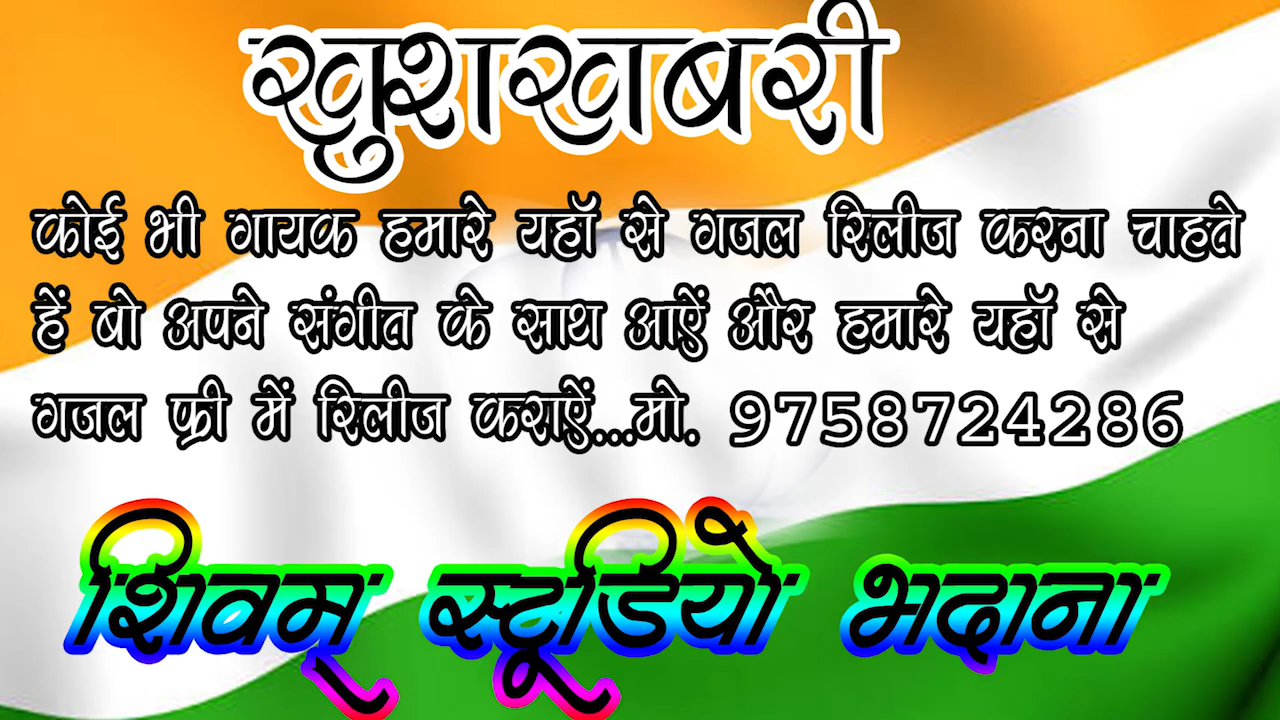 खुशखबरी
कोई भी गायक हमारे यहॉ से गजल रिलीज करना चाहते
हें बो अपने संगीत के साथ आऐं और हमारे यहॉ से
गजल फ्री में रिलीज कराऐं...मो. 9758724286
शिवम् स्टूडियो भदाना